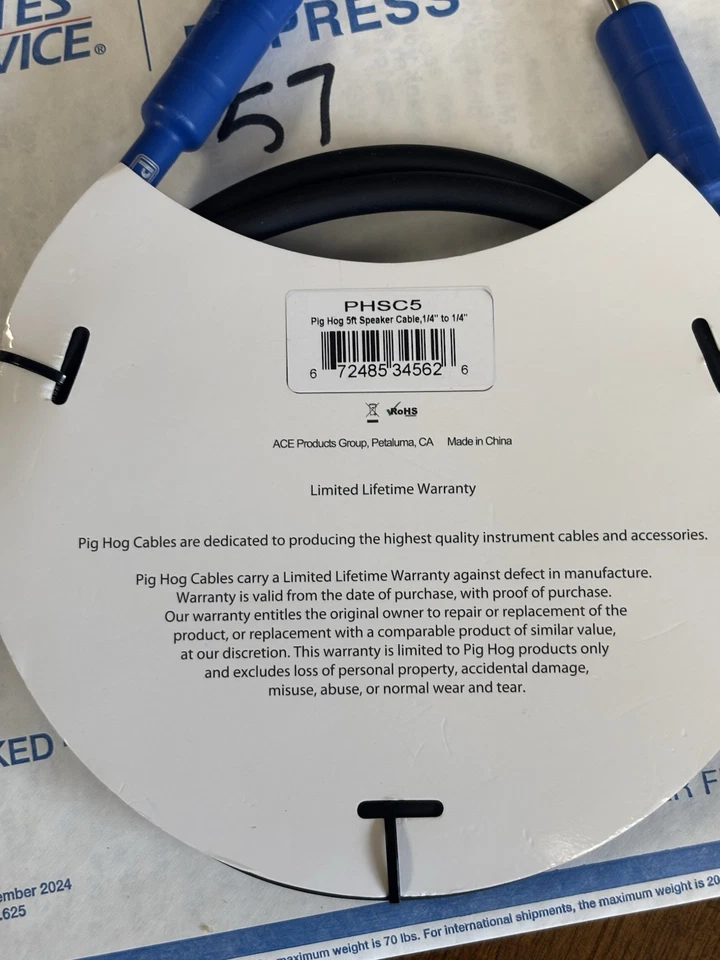 TES
VICE®
PRESS
57
P
PHSC5
Pig Hog 5ft Speaker Cable,1/4" to 1/4"
6 72485 34562 6
RoHS
ACE Products Group, Petaluma, CA Made in China
Limited Lifetime Warranty
Pig Hog Cables are dedicated to producing the highest quality instrument cables and accessories.
Pig Hog Cables carry a Limited Lifetime Warranty against defect in manufacture.
Warranty is valid from the date of purchase, with proof of purchase.
Our warranty entitles the original owner to repair or replacement of the
product, or replacement with a comparable product of similar value,
at our discretion. This warranty is limited to Pig Hog products only
and excludes loss of personal property, accidental damage,
misuse, abuse, or normal wear and tear.
KED
R F
ember 2024
.625
aximum weight is 70 lbs. For international shipments, the maximum weight is 20